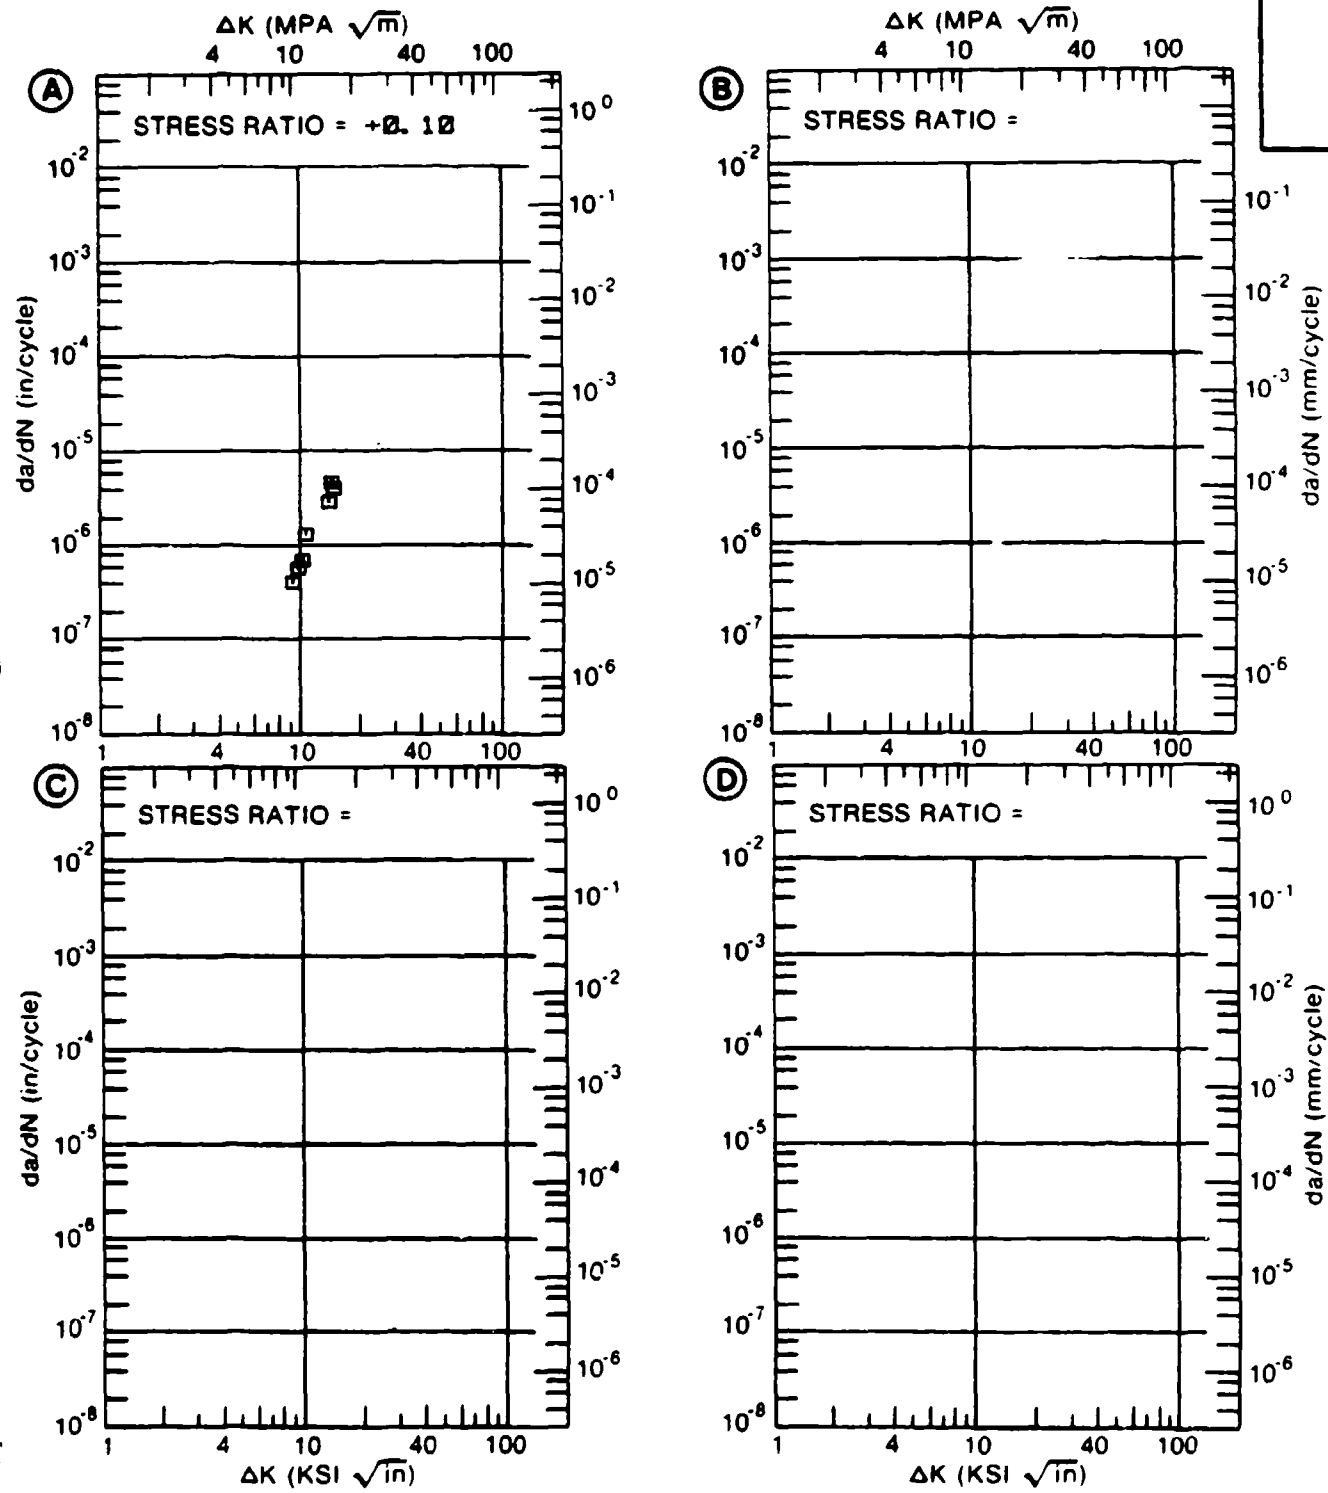 ΔK (MPA √m)
4 10 40 100
A
STRESS RATIO = +0.10
10⁻²
10⁻³
10⁻⁴
10⁻⁵
10⁻⁶
10⁻⁷
10⁻⁸
da/dN (in/cycle)
10⁰
10⁻¹
10⁻²
10⁻³
10⁻⁴
10⁻⁵
10⁻⁶
1 4 10 40 100
ΔK (MPA √m)
4 10 40 100
B
STRESS RATIO =
10⁻²
10⁻³
10⁻⁴
10⁻⁵
10⁻⁶
10⁻⁷
10⁻⁸
10⁻¹
10⁻²
10⁻³
10⁻⁴
10⁻⁵
10⁻⁶
da/dN (mm/cycle)
1 4 10 40 100
C
STRESS RATIO =
10⁻²
10⁻³
10⁻⁴
10⁻⁵
10⁻⁶
10⁻⁷
10⁻⁸
da/dN (in/cycle)
10⁰
10⁻¹
10⁻²
10⁻³
10⁻⁴
10⁻⁵
10⁻⁶
1 4 10 40 100
ΔK (KSI √in)
D
STRESS RATIO =
10⁻²
10⁻³
10⁻⁴
10⁻⁵
10⁻⁶
10⁻⁷
10⁻⁸
10⁰
10⁻¹
10⁻²
10⁻³
10⁻⁴
10⁻⁵
10⁻⁶
da/dN (mm/cycle)
1 4 10 40 100
ΔK (KSI √in)